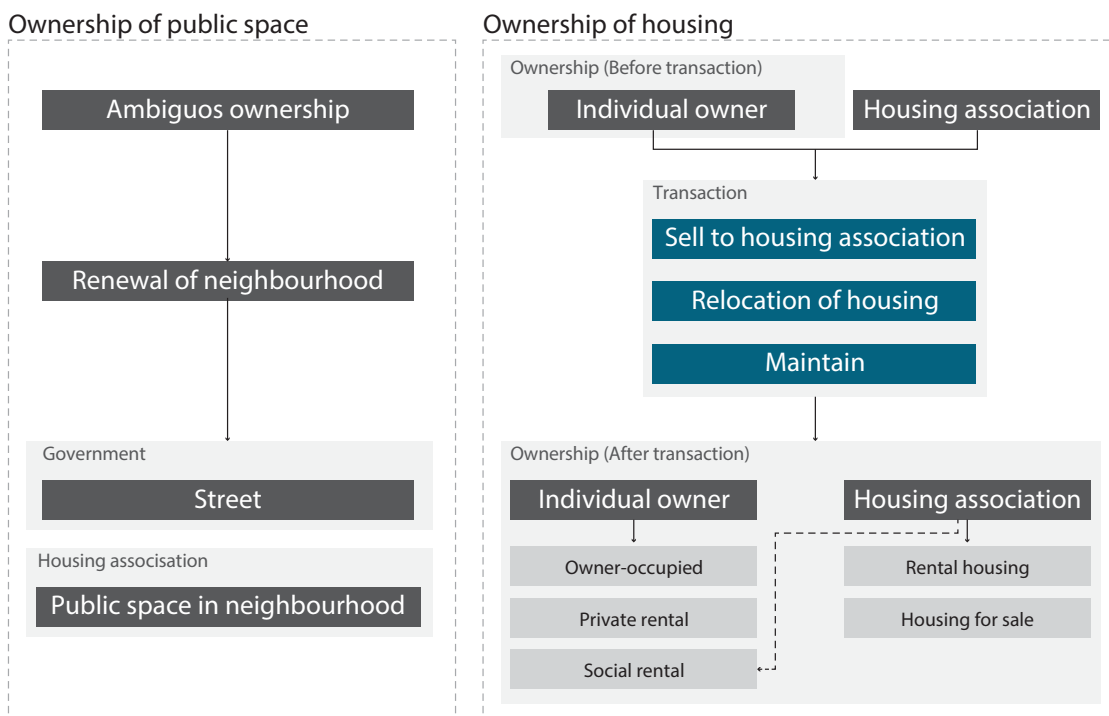 Ownership of public space
Ambiguos ownership
Renewal of neighbourhood
Government
Street
Housing associsation
Public space in neighbourhood
Ownership of housing
Ownership (Before transaction)
Individual owner
Housing association
Transaction
Sell to housing association
Relocation of housing
Maintain
Ownership (After transaction)
Individual owner
Housing association
Owner-occupied
Rental housing
Private rental
Housing for sale
Social rental